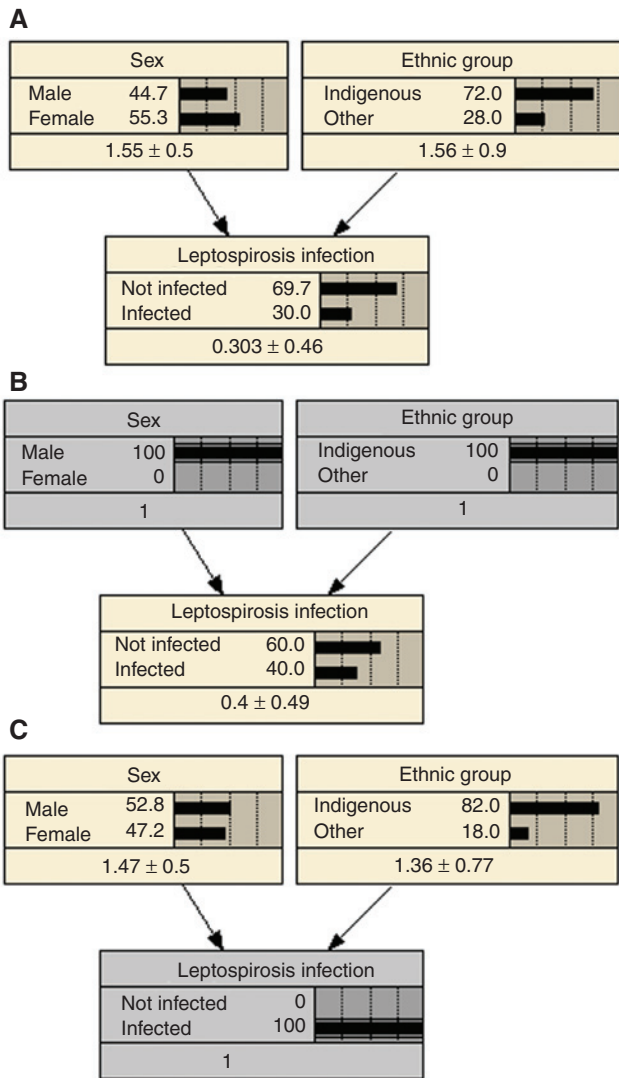 A
Sex
Male 44.7
Female 55.3
1.55 ± 0.5
Ethnic group
Indigenous 72.0
Other 28.0
1.56 ± 0.9
Leptospirosis infection
Not infected 69.7
Infected 30.0
0.303 ± 0.46
B
Sex
Male 100
Female 0
1
Ethnic group
Indigenous 100
Other 0
1
Leptospirosis infection
Not infected 60.0
Infected 40.0
0.4 ± 0.49
C
Sex
Male 52.8
Female 47.2
1.47 ± 0.5
Ethnic group
Indigenous 82.0
Other 18.0
1.36 ± 0.77
Leptospirosis infection
Not infected 0
Infected 100
1